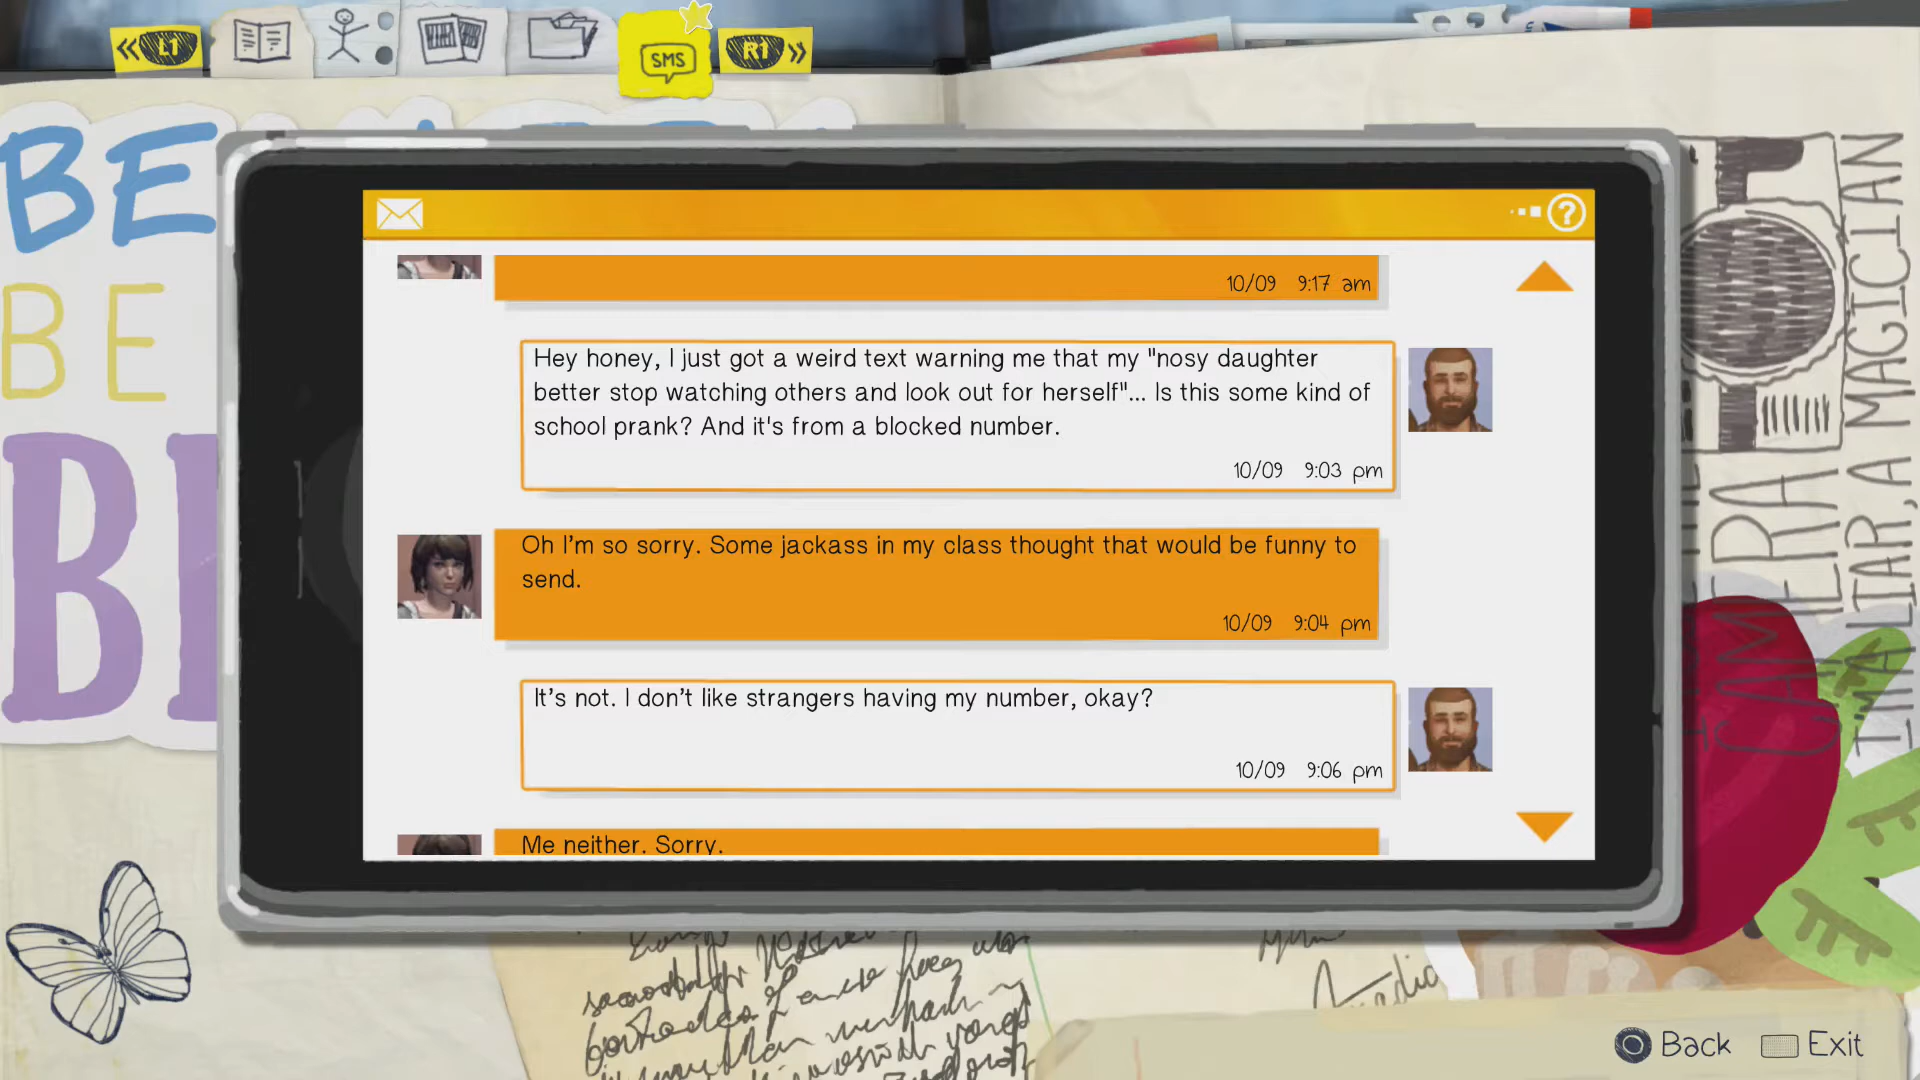 L1
SMS
R1
BE
BE
10/09 9:17 am
Hey honey, I just got a weird text warning me that my "nosy daughter
better stop watching others and look out for herself"... Is this some kind of
school prank? And it's from a blocked number.
10/09 9:03 pm
Oh I'm so sorry. Some jackass in my class thought that would be funny to
send.
10/09 9:04 pm
It's not. I don't like strangers having my number, okay?
10/09 9:06 pm
Me neither. Sorry.
CAMERA
I'M A LIAR, A MAGICIAN
Back
Exit